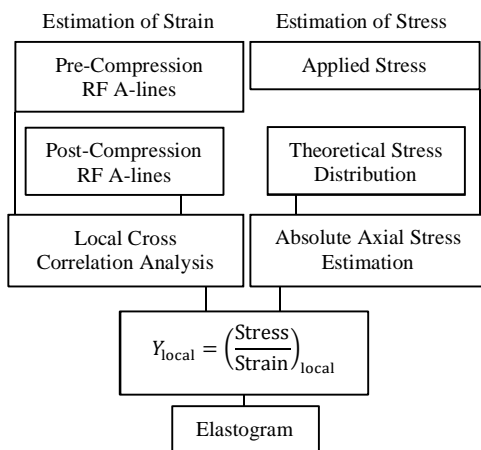 Estimation of Strain
Estimation of Stress
Pre-Compression
RF A-lines
Applied Stress
Post-Compression
RF A-lines
Theoretical Stress
Distribution
Local Cross
Correlation Analysis
Absolute Axial Stress
Estimation
Y_local = (Stress/Strain)_local
Elastogram